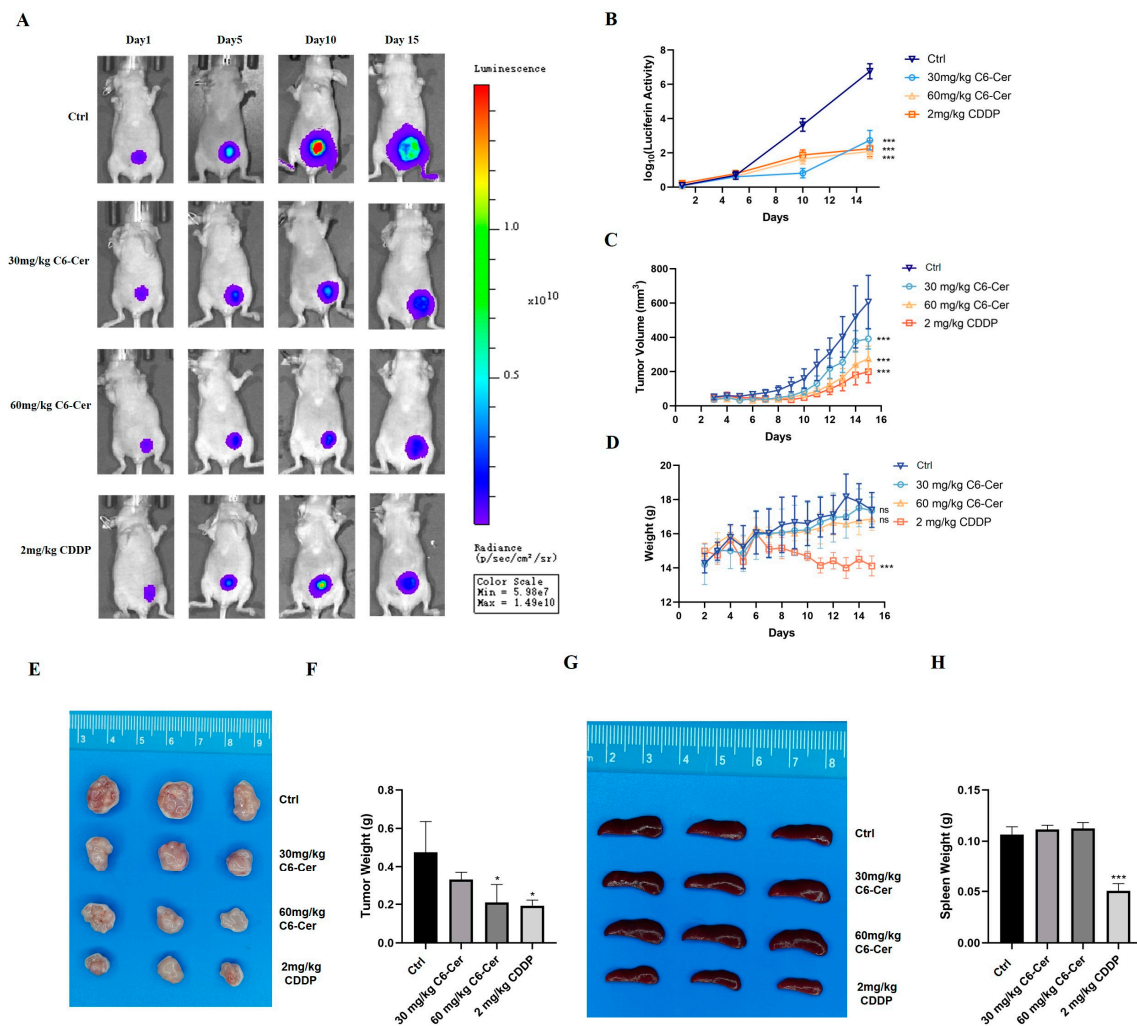 A
Day1
Day5
Day10
Day 15
Ctrl
30mg/kg C6-Cer
60mg/kg C6-Cer
2mg/kg CDDP
Luminescence
1.0
x10¹⁰
0.5
Radiance
(p/sec/cm²/sr)
Color Scale
Min = 5.98e7
Max = 1.49e10
B
log₁₀(Luciferin Activity)
0
2
4
6
8
2
4
6
8
10
12
14
Days
Ctrl
30mg/kg C6-Cer
60mg/kg C6-Cer
2mg/kg CDDP
***
***
***
C
Tumor Volume (mm³)
800
600
400
200
0
0
2
4
6
8
10
12
14
16
Days
Ctrl
30 mg/kg C6-Cer
60 mg/kg C6-Cer
2 mg/kg CDDP
***
***
***
D
Weight (g)
20
18
16
14
12
0
2
4
6
8
10
12
14
16
Days
Ctrl
30 mg/kg C6-Cer
60 mg/kg C6-Cer
2 mg/kg CDDP
ns
ns
***
E
3 4 5 6 7 8 9
Ctrl
30mg/kg
C6-Cer
60mg/kg
C6-Cer
2mg/kg
CDDP
F
Tumor Weight (g)
0.8
0.6
0.4
0.2
0.0
*
*
Ctrl
30 mg/kg C6-Cer
60 mg/kg C6-Cer
2 mg/kg CDDP
G
m 2 3 4 5 6 7 8
Ctrl
30mg/kg
C6-Cer
60mg/kg
C6-Cer
2mg/kg
CDDP
H
Spleen Weight (g)
0.15
0.10
0.05
0.00
***
Ctrl
30 mg/kg C6-Cer
60 mg/kg C6-Cer
2 mg/kg CDDP